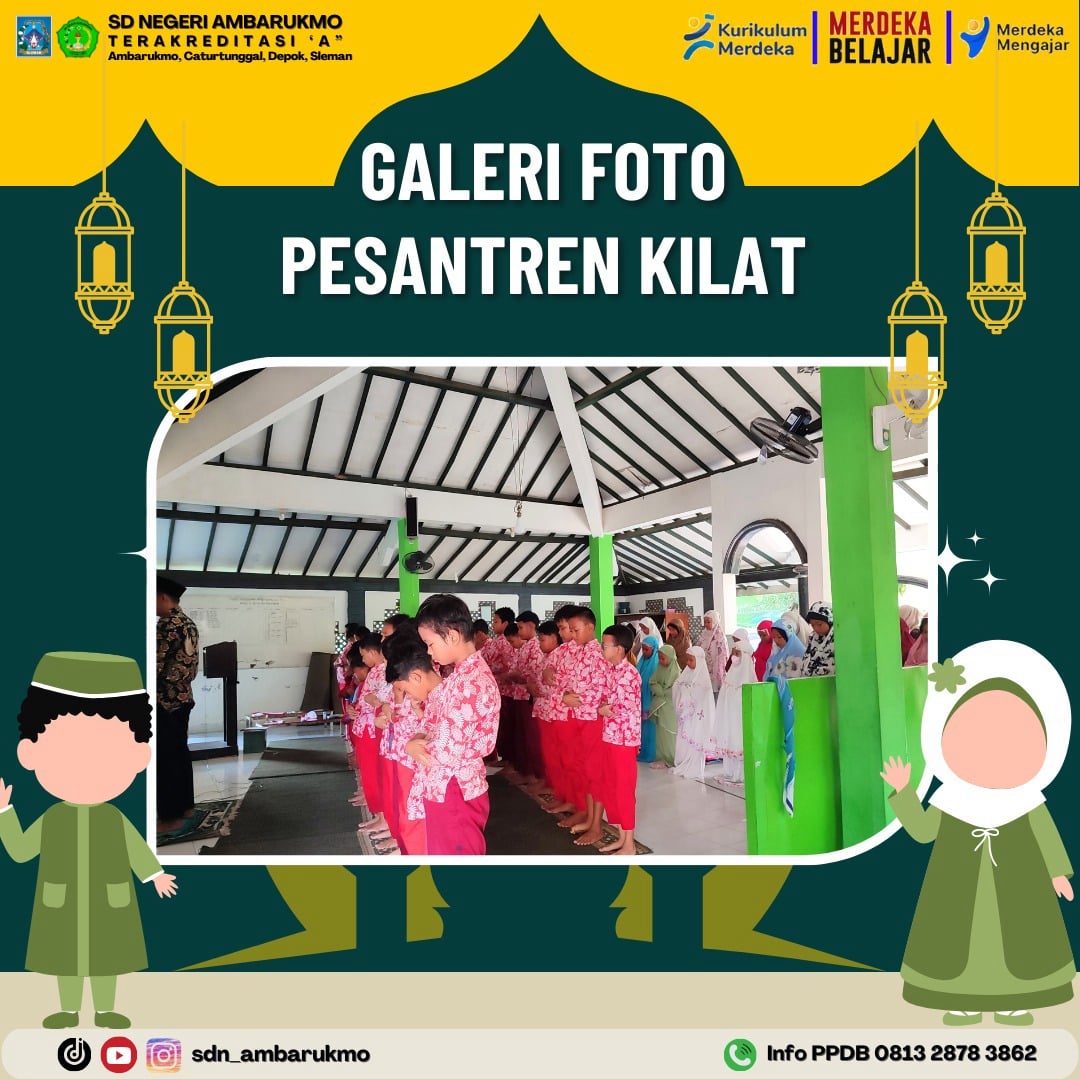 SD NEGERI AMBARUKMO
TERAKREDITASI ‘A”
Ambarukmo, Caturtunggal, Depok, Sleman
Kurikulum
Merdeka
MERDEKA
BELAJAR
Merdeka
Mengajar
GALERI FOTO
PESANTREN KILAT
sdn_ambarukmo
Info PPDB 0813 2878 3862